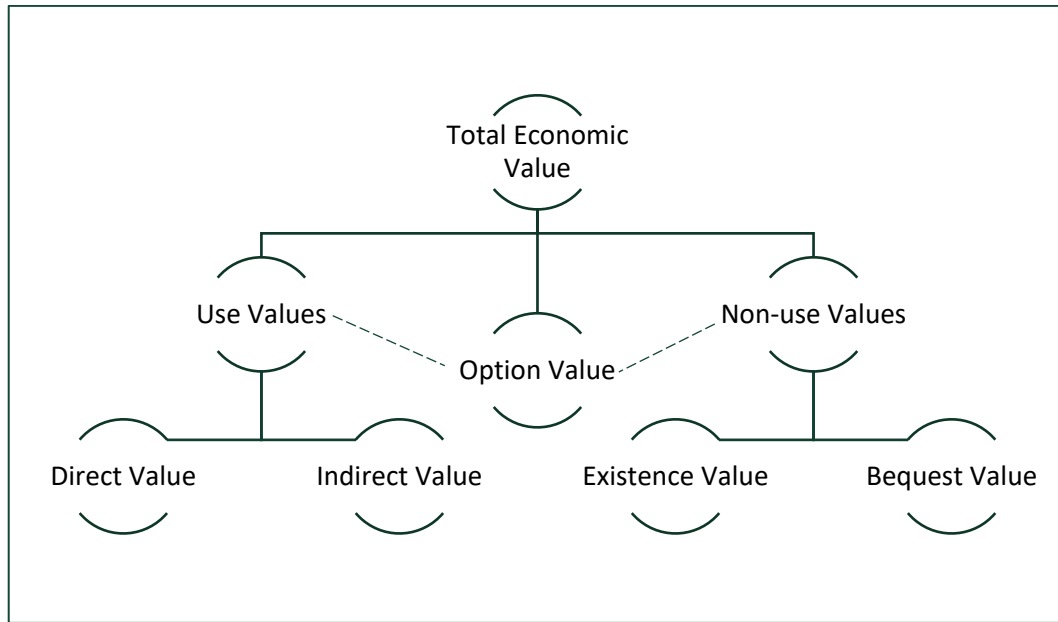 Total Economic
Value
Use Values
Non-use Values
Option Value
Direct Value
Indirect Value
Existence Value
Bequest Value